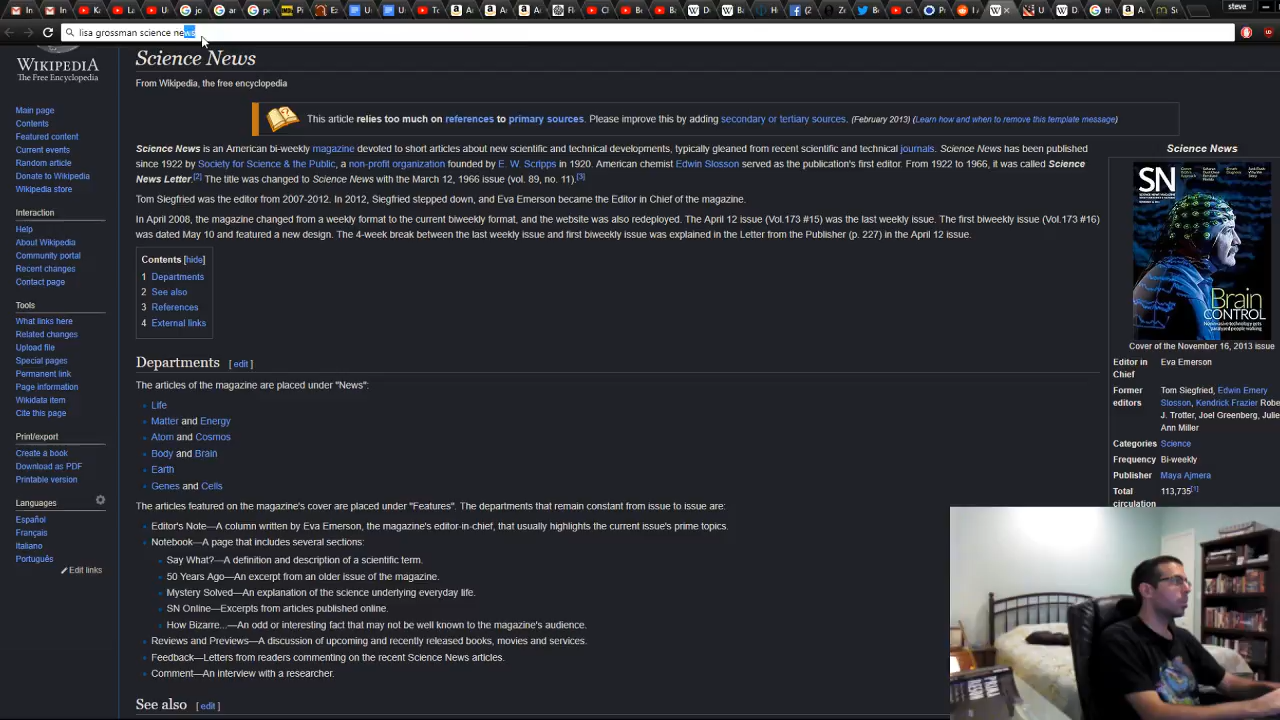 steve
M In
M In
K
La
U
G jo
G ar
G po
Pi
Ez
U
U
To
A
A
A
Fl
C
B
B
W D
W B
H
f (2
Z
B
C
P
W
U
W D
G th
A
S
lisa grossman science news
WIKIPEDIA
The Free Encyclopedia
Main page
Contents
Featured content
Current events
Random article
Donate to Wikipedia
Wikipedia store
Interaction
Help
About Wikipedia
Community portal
Recent changes
Contact page
Tools
What links here
Related changes
Upload file
Special pages
Permanent link
Page information
Wikidata item
Cite this page
Print/export
Create a book
Download as PDF
Printable version
Languages
Español
Français
Italiano
Português
Edit links
Science News
From Wikipedia, the free encyclopedia
This article relies too much on references to primary sources. Please improve this by adding secondary or tertiary sources. (February 2013) (Learn how and when to remove this template message)
Science News is an American bi-weekly magazine devoted to short articles about new scientific and technical developments, typically gleaned from recent scientific and technical journals. Science News has been
published since 1922 by Society for Science & the Public, a non-profit organization founded by E. W. Scripps in 1920. American chemist Edwin Slosson served as the publication's first editor. From 1922 to 1966, it was called Science
News Letter.[2] The title was changed to Science News with the March 12, 1966 issue (vol. 89, no. 11).[3]
Tom Siegfried was the editor from 2007-2012. In 2012, Siegfried stepped down, and Eva Emerson became the Editor in Chief of the magazine.
In April 2008, the magazine changed from a weekly format to the current biweekly format, and the website was also redeployed. The April 12 issue (Vol.173 #15) was the last weekly issue. The first biweekly issue (Vol.173 #16)
was dated May 10 and featured a new design. The 4-week break between the last weekly issue and first biweekly issue was explained in the Letter from the Publisher (p. 227) in the April 12 issue.
Contents [hide]
1 Departments
2 See also
3 References
4 External links
Departments [ edit ]
The articles of the magazine are placed under "News":
Life
Matter and Energy
Atom and Cosmos
Body and Brain
Earth
Genes and Cells
The articles featured on the magazine's cover are placed under "Features". The departments that remain constant from issue to issue are:
Editor's Note—A column written by Eva Emerson, the magazine's editor-in-chief, that usually highlights the current issue's prime topics.
Notebook—A page that includes several sections:
Say What?—A definition and description of a scientific term.
50 Years Ago—An excerpt from an older issue of the magazine.
Mystery Solved—An explanation of the science underlying everyday life.
SN Online—Excerpts from articles published online.
How Bizarre...—An odd or interesting fact that may not be well known to the magazine's audience.
Reviews and Previews—A discussion of upcoming and recently released books, movies and services.
Feedback—Letters from readers commenting on the recent Science News articles.
Comment—An interview with a researcher.
See also [ edit ]
Science News
SN
Brain
CONTROL
Cover of the November 16, 2013 issue
Editor in Chief Eva Emerson
Former editors Tom Siegfried, Edwin Emery
Slosson, Kendrick Frazier Robe
J. Trotter, Joel Greenberg, Julie
Ann Miller
Categories Science
Frequency Bi-weekly
Publisher Maya Ajmera
Total circulation 113,735[1]